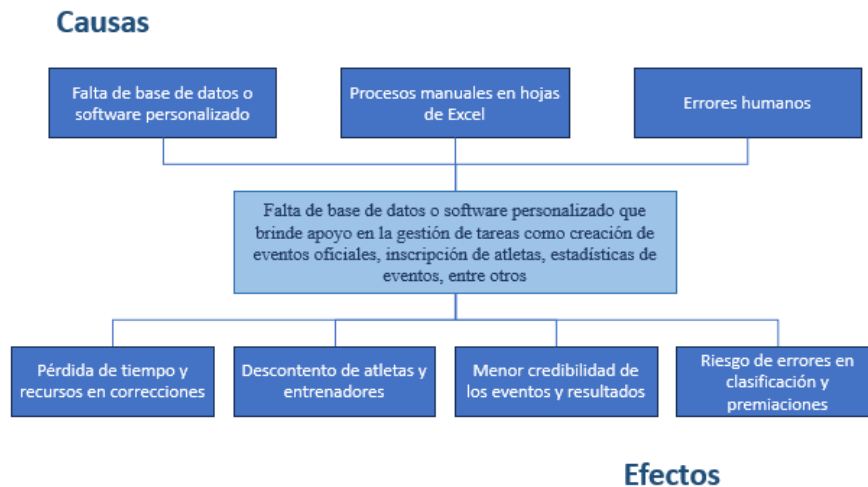 Causas
Falta de base de datos o
software personalizado
Procesos manuales en hojas
de Excel
Errores humanos
Falta de base de datos o software personalizado que
brinde apoyo en la gestión de tareas como creación de
eventos oficiales, inscripción de atletas, estadísticas de
eventos, entre otros
Pérdida de tiempo y
recursos en correcciones
Descontento de atletas y
entrenadores
Menor credibilidad de
los eventos y resultados
Riesgo de errores en
clasificación y
premiaciones
Efectos